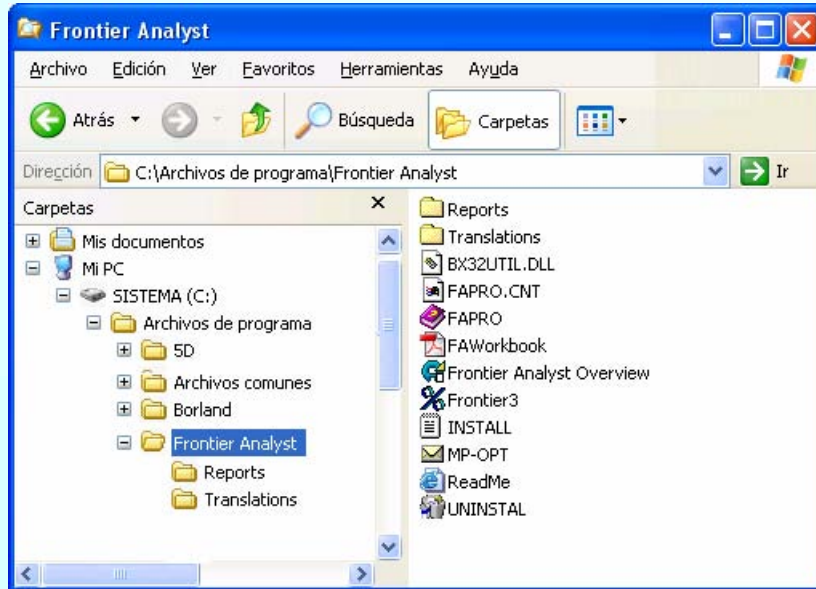 Frontier Analyst
Archivo Edición Ver Favoritos Herramientas Ayuda
Atrás Búsqueda Carpetas
Dirección C:\Archivos de programa\Frontier Analyst Ir
Carpetas
Mis documentos
Mi PC
SISTEMA (C:)
Archivos de programa
5D
Archivos comunes
Borland
Frontier Analyst
Reports
Translations
Reports
Translations
BX32UTIL.DLL
FAPRO.CNT
FAPRO
FAWorkbook
Frontier Analyst Overview
Frontier3
INSTALL
MP-OPT
ReadMe
UNINSTAL